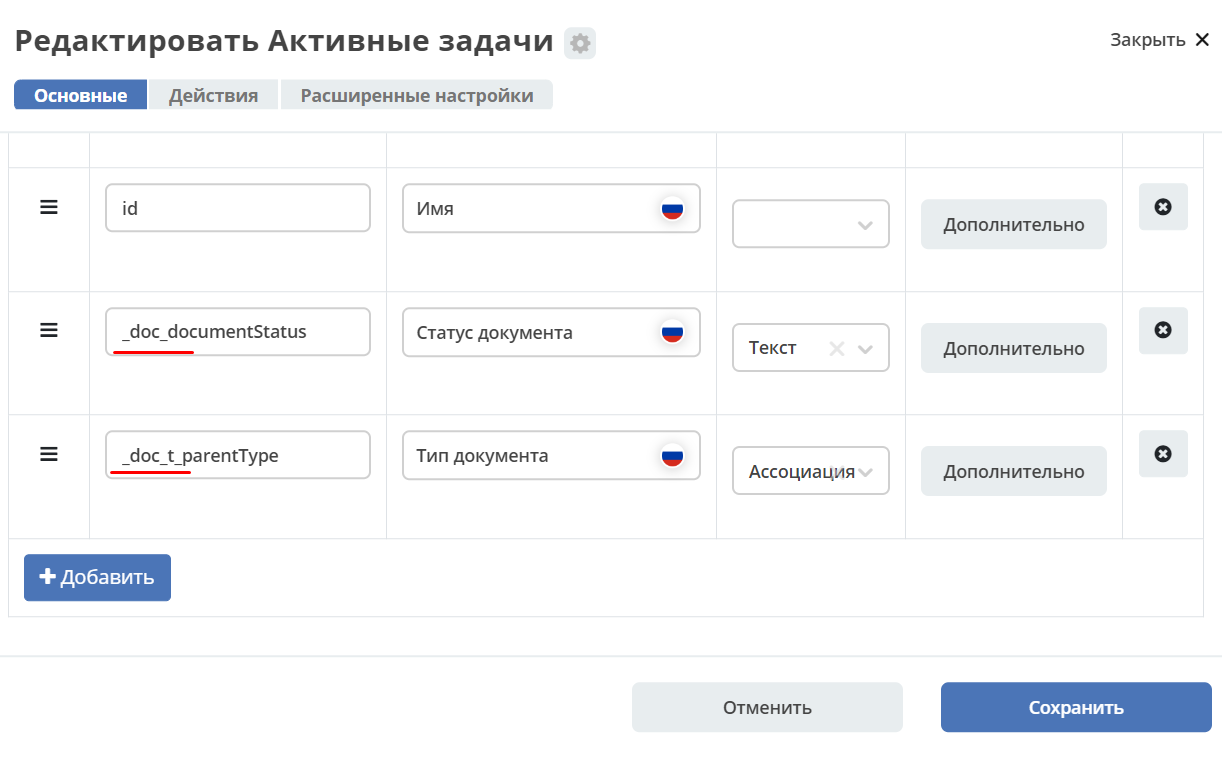 Редактировать Активные задачи
Закрыть
Основные Действия Расширенные настройки
id Имя Дополнительно
_doc_documentStatus Статус документа Текст Дополнительно
_doc_t_parentType Тип документа Ассоциация Дополнительно
Добавить
Отменить Сохранить